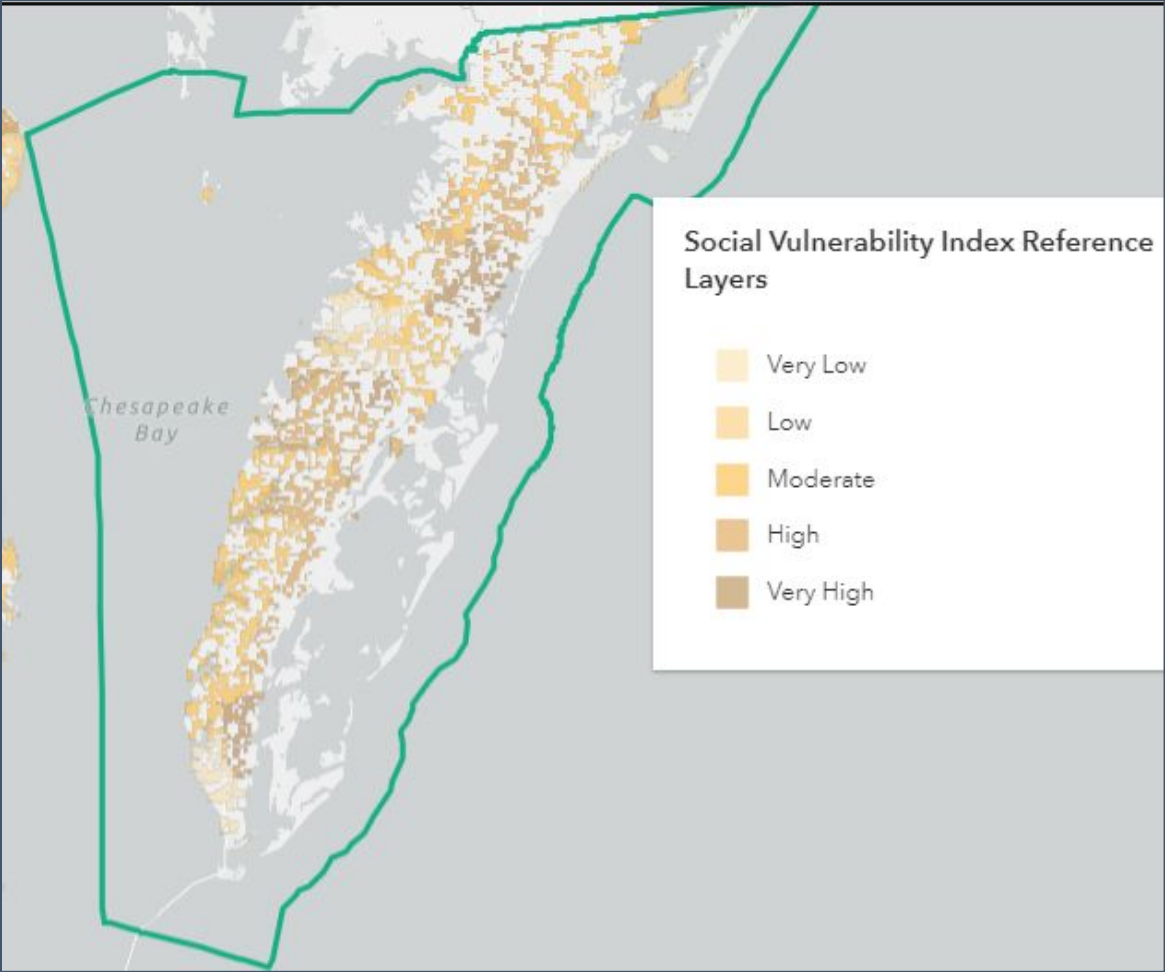 Social Vulnerability Index Reference
Layers
Very Low
Low
Moderate
High
Very High
Chesapeake
Bay